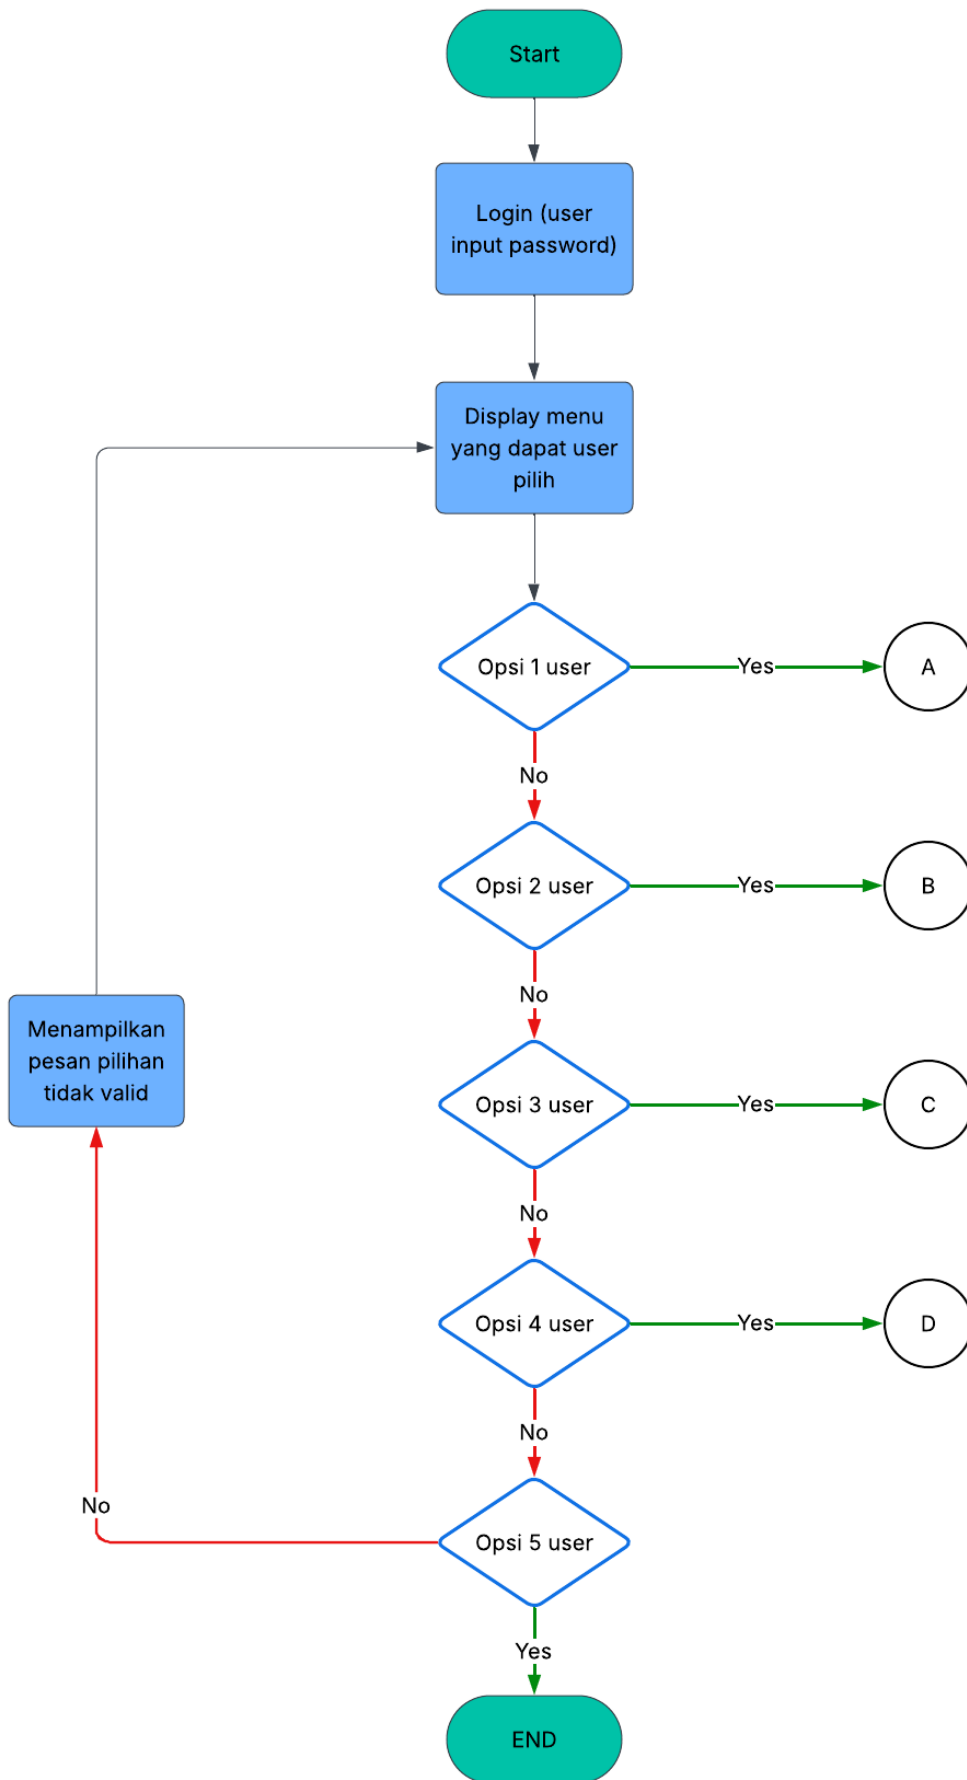 Start
Login (user
input password)
Display menu
yang dapat user
pilih
Opsi 1 user
Yes
A
No
Opsi 2 user
Yes
B
No
Menampilkan
pesan pilihan
tidak valid
Opsi 3 user
Yes
C
No
Opsi 4 user
Yes
D
No
No
Opsi 5 user
Yes
END